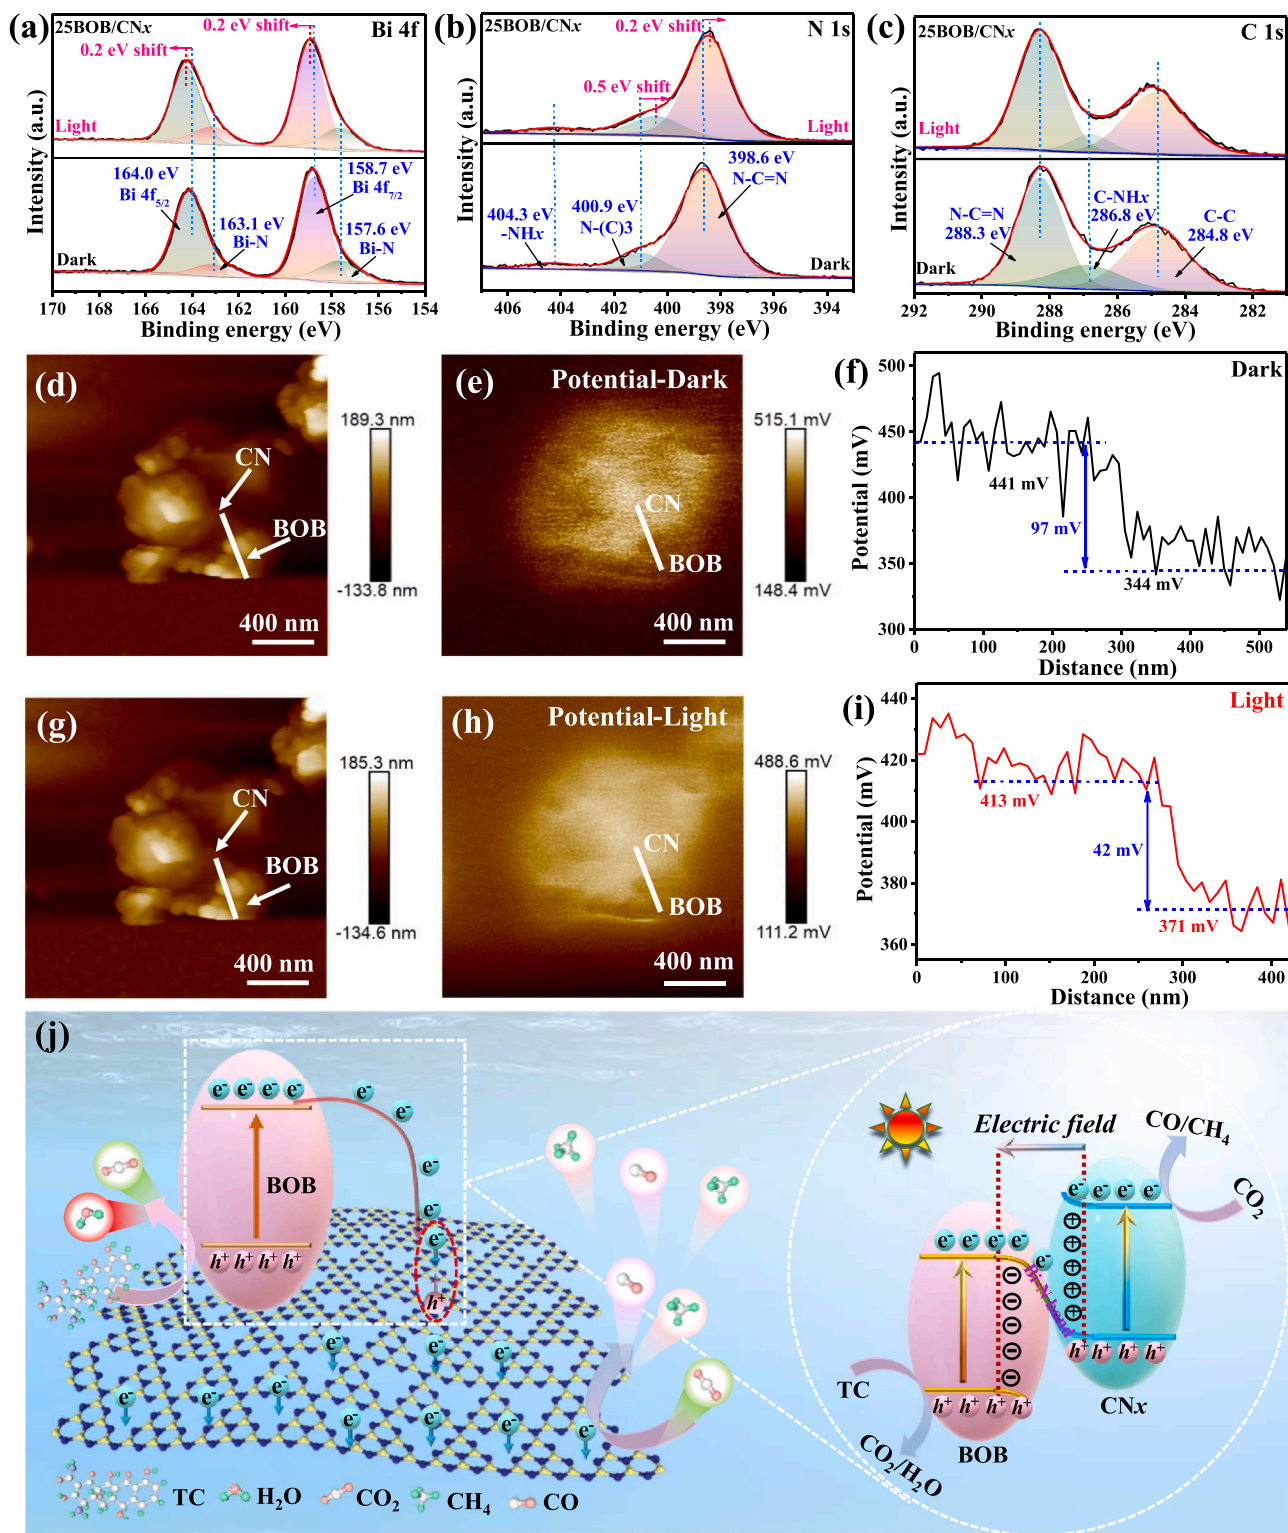 (a)
25BOB/CNx
0.2 eV shift
Bi 4f
0.2 eV shift
Light
164.0 eV
Bi 4f5/2
163.1 eV
Bi-N
158.7 eV
Bi 4f7/2
157.6 eV
Bi-N
Dark
Intensity (a.u.)
170 168 166 164 162 160 158 156 154
Binding energy (eV)
(b)
25BOB/CNx
0.2 eV shift
N 1s
0.5 eV shift
Light
398.6 eV
N-C=N
404.3 eV
-NHx
400.9 eV
N-(C)3
Dark
Intensity (a.u.)
406 404 402 400 398 396 394
Binding energy (eV)
(c)
25BOB/CNx
C 1s
Light
N-C=N
288.3 eV
C-NHx
286.8 eV
C-C
284.8 eV
Dark
Intensity (a.u.)
292 290 288 286 284 282
Binding energy (eV)
(d)
CN
BOB
400 nm
189.3 nm
-133.8 nm
(e)
Potential-Dark
CN
BOB
400 nm
515.1 mV
148.4 mV
(f)
Dark
500
450
400
350
300
441 mV
97 mV
344 mV
Potential (mV)
0 100 200 300 400 500
Distance (nm)
(g)
CN
BOB
400 nm
185.3 nm
-134.6 nm
(h)
Potential-Light
CN
BOB
400 nm
488.6 mV
111.2 mV
(i)
Light
440
420
400
380
360
413 mV
42 mV
371 mV
Potential (mV)
0 100 200 300 400
Distance (nm)
(j)
e- e- e- e-
e-
e-
e-
e-
e-
BOB
h+ h+ h+ h+
h+
e- e- e-
e- e- e- e-
e- e- e- e-
TC H2O CO2 CH4 CO
Electric field
CO/CH4
CO2
e- e- e- e-
e- e- e- e-
e-
Bi-N bond
⊕
⊕
⊕
⊕
⊕
⊖
⊖
⊖
⊖
⊖
h+ h+ h+ h+
CNx
TC
h+ h+ h+ h+
BOB
CO2/H2O